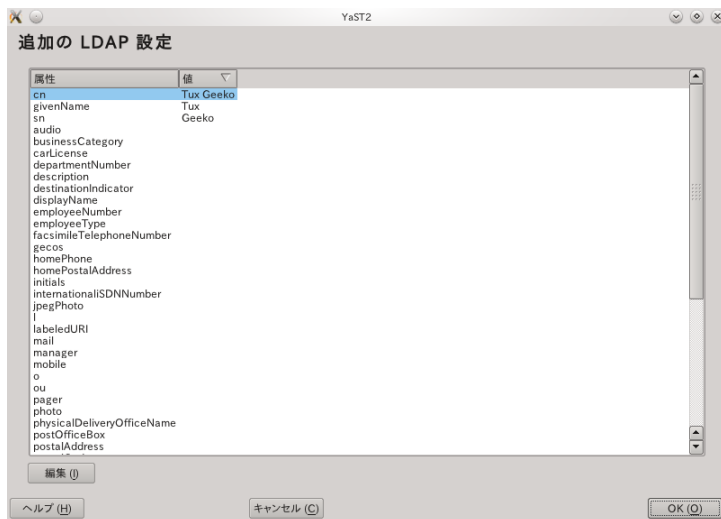 YaST2
追加の LDAP 設定
属性 値
cn Tux Geeko
givenName Tux
sn Geeko
audio
businessCategory
carLicense
departmentNumber
description
destinationIndicator
displayName
employeeNumber
employeeType
facsimileTelephoneNumber
gecos
homePhone
homePostalAddress
initials
internationaliSDNNumber
jpegPhoto
l
labeledURI
mail
manager
mobile
o
ou
pager
photo
physicalDeliveryOfficeName
postOfficeBox
postalAddress
編集 (I)
ヘルプ (H) キャンセル (C) OK (O)